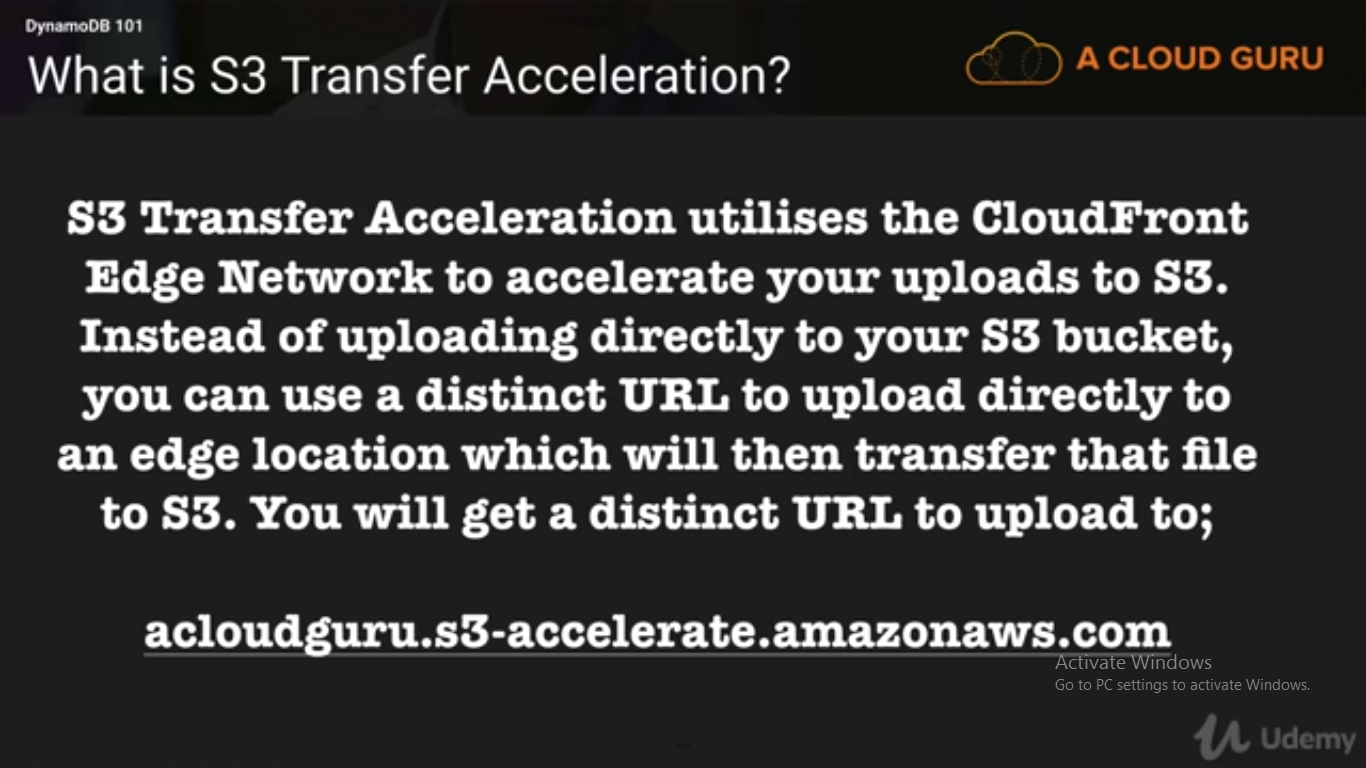 DynamoDB 101
What is S3 Transfer Acceleration?
A CLOUD GURU
S3 Transfer Acceleration utilises the CloudFront
Edge Network to accelerate your uploads to S3.
Instead of uploading directly to your S3 bucket,
you can use a distinct URL to upload directly to
an edge location which will then transfer that file
to S3. You will get a distinct URL to upload to;
acloudguru.s3-accelerate.amazonaws.com
Activate Windows
Go to PC settings to activate Windows.
Udemy